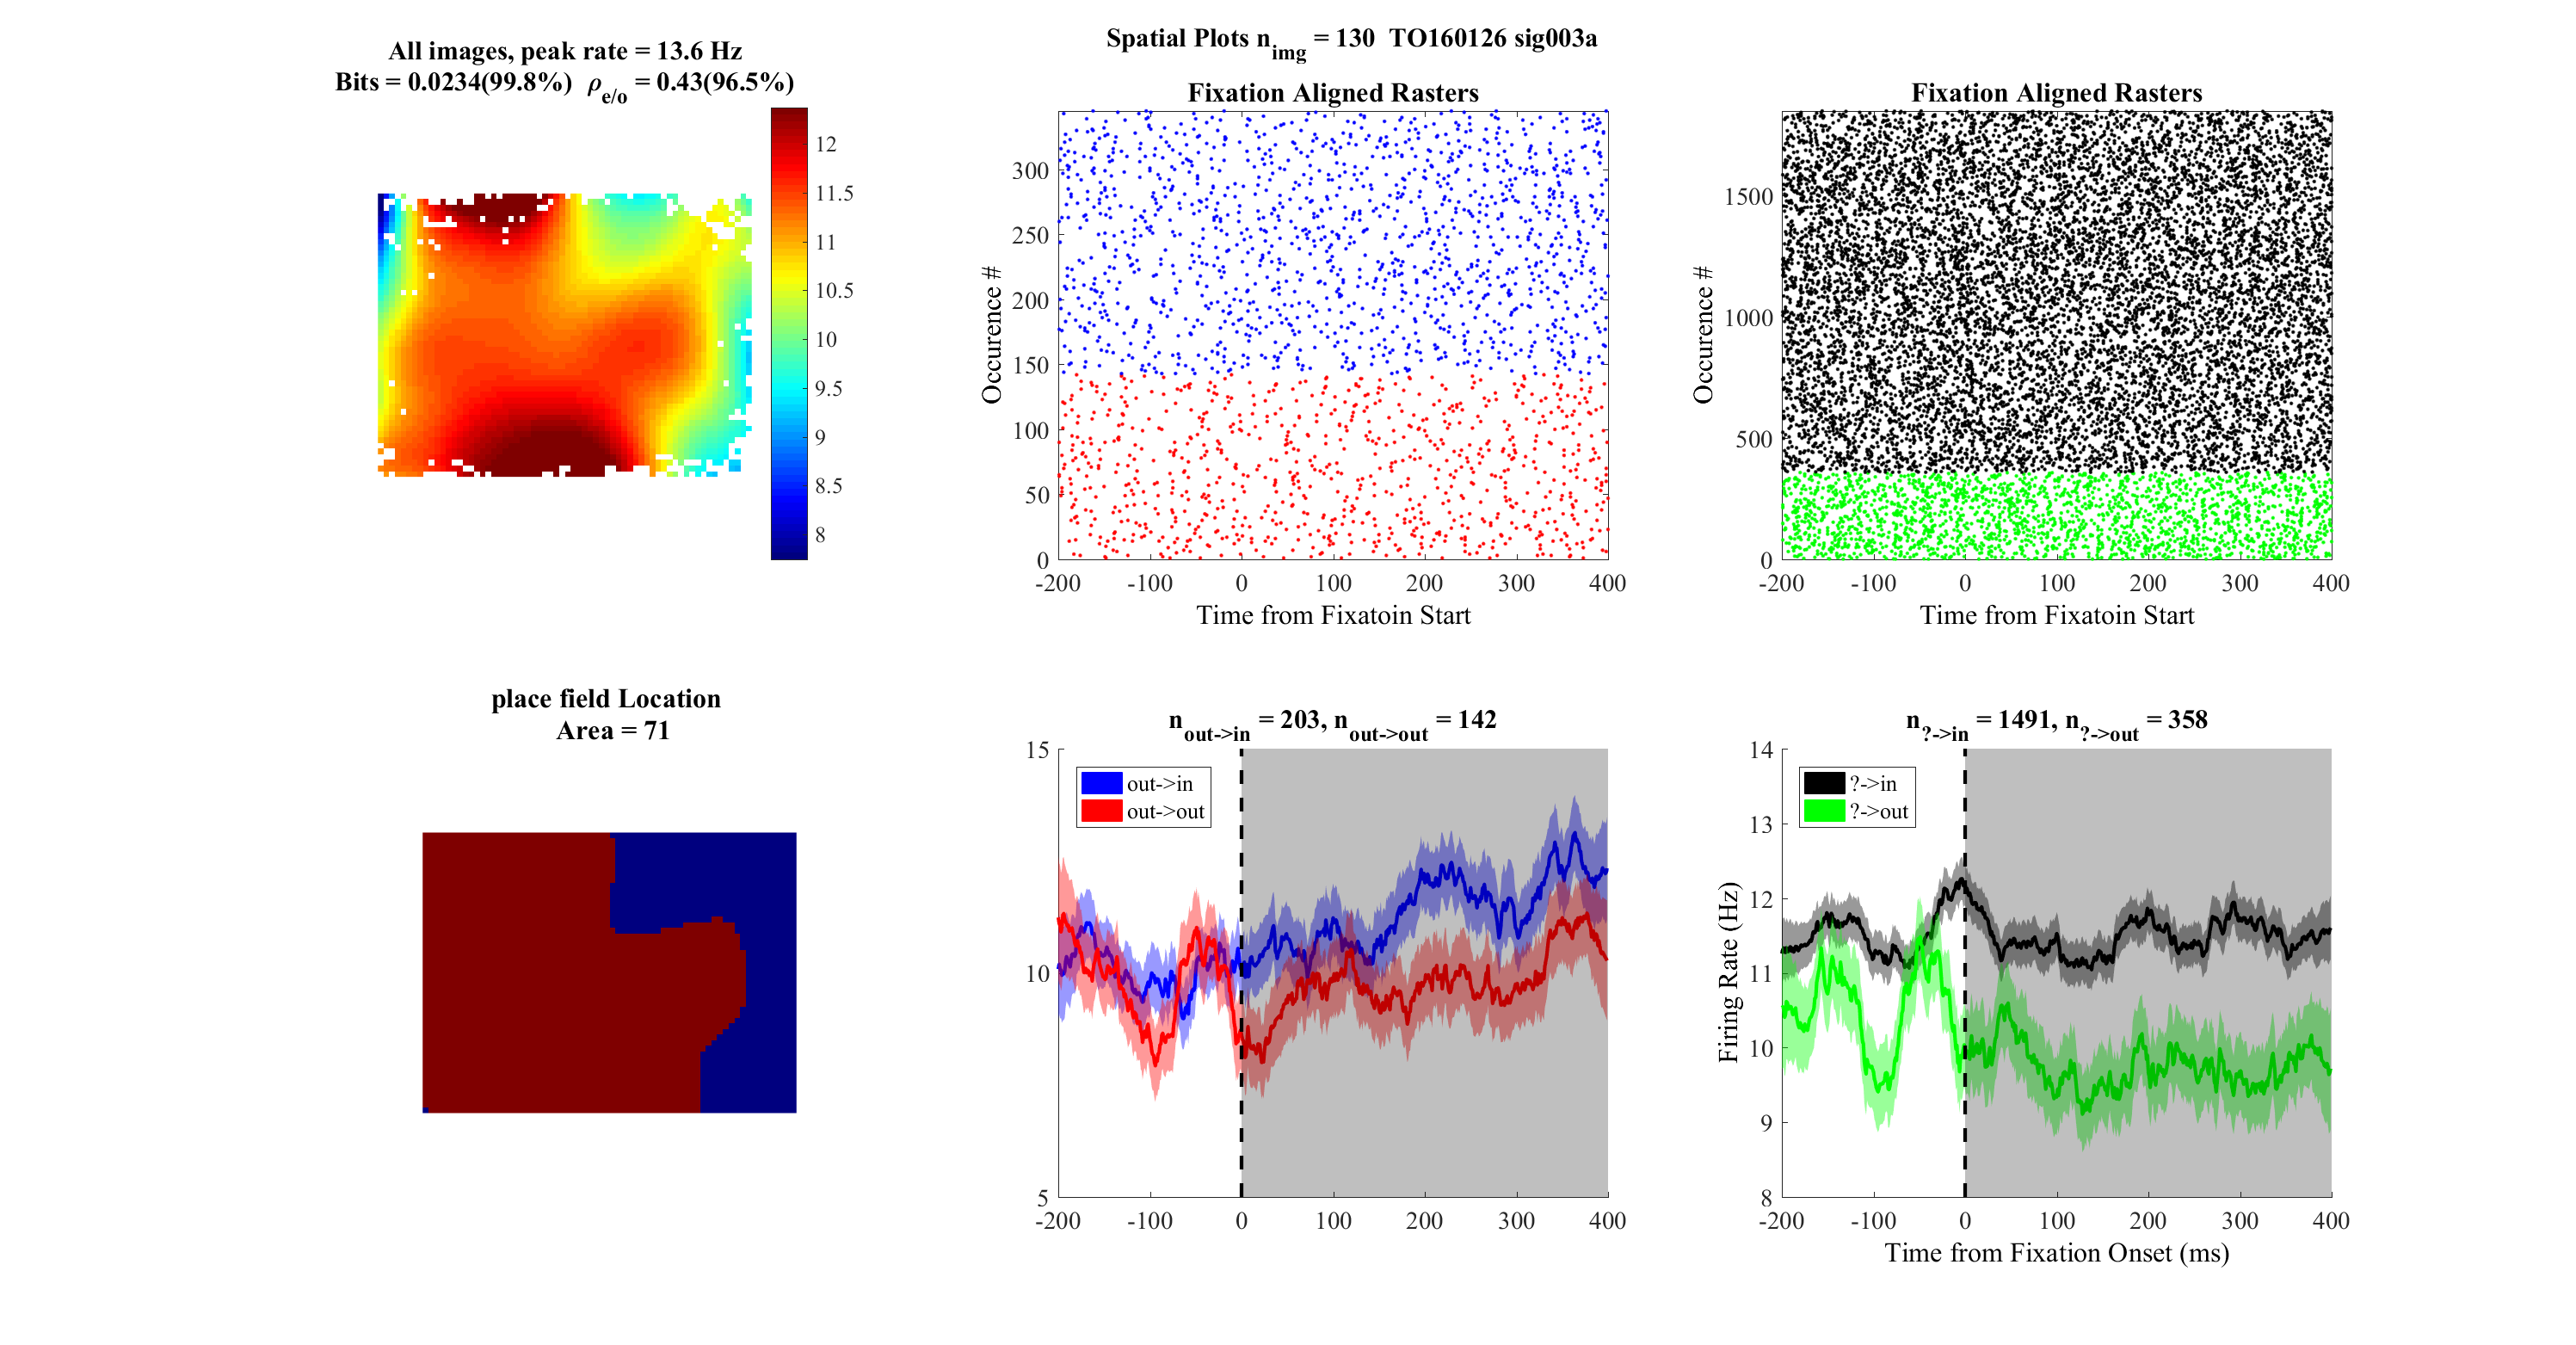 All images, peak rate = 13.6 Hz
Bits = 0.0234(99.8%) ρe/o = 0.43(96.5%)
12
11.5
11
10.5
10
9.5
9
8.5
8
Spatial Plots nimg = 130 TO160126 sig003a
Fixation Aligned Rasters
Occurence #
300
250
200
150
100
50
0
-200 -100 0 100 200 300 400
Time from Fixatoin Start
Fixation Aligned Rasters
Occurence #
1500
1000
500
0
-200 -100 0 100 200 300 400
Time from Fixatoin Start
place field Location
Area = 71
nout->in = 203, nout->out = 142
15
10
5
out->in
out->out
-200 -100 0 100 200 300 400
n?->in = 1491, n?->out = 358
Firing Rate (Hz)
14
13
12
11
10
9
8
?->in
?->out
-200 -100 0 100 200 300 400
Time from Fixation Onset (ms)